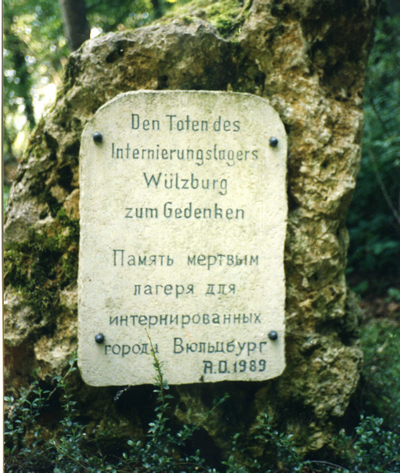 Den Toten des
Internierungslagers
Wülzburg
zum Gedenken
Память мертвым
лагеря для
интернированных
города Вюльцбург
A.D.1989